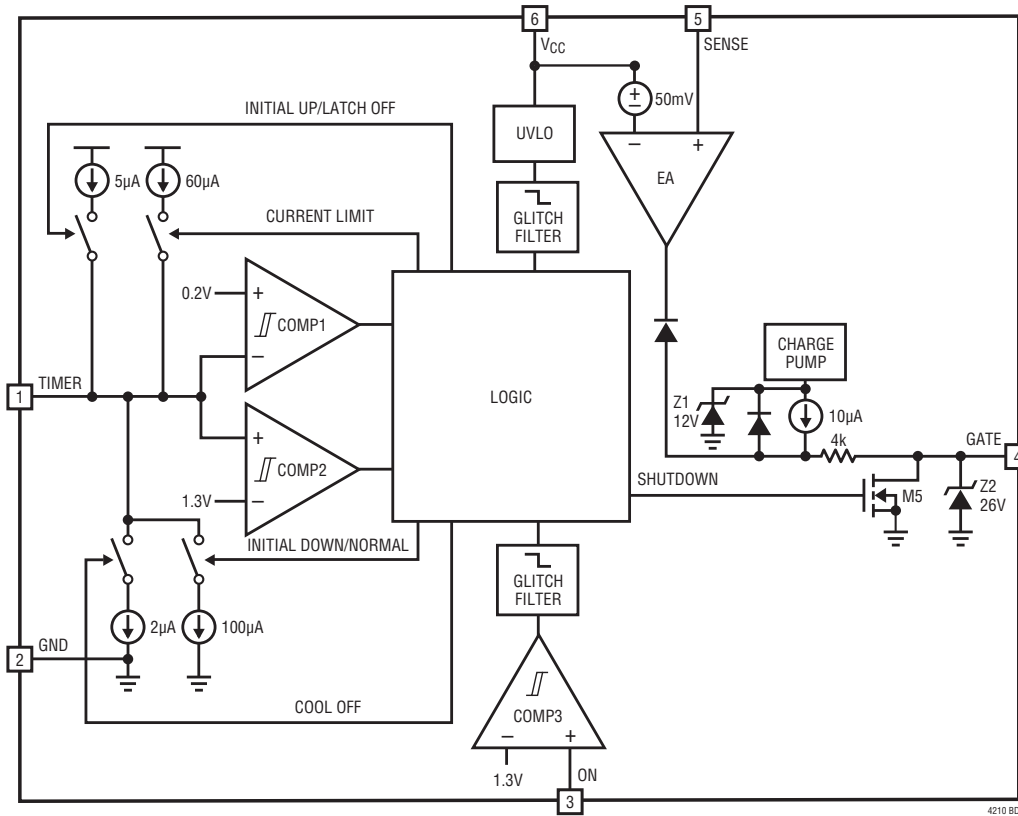 6
5
VCC
SENSE
50mV
+
−
INITIAL UP/LATCH OFF
UVLO
−
+
EA
5µA
60µA
GLITCH
FILTER
CURRENT LIMIT
0.2V
+
COMP1
−
CHARGE
PUMP
1
TIMER
LOGIC
Z1
12V
10µA
4k
GATE
4
+
COMP2
1.3V
−
SHUTDOWN
M5
Z2
26V
INITIAL DOWN/NORMAL
GLITCH
FILTER
2µA
100µA
2
GND
COOL OFF
COMP3
−
+
1.3V
ON
3
4210 BD